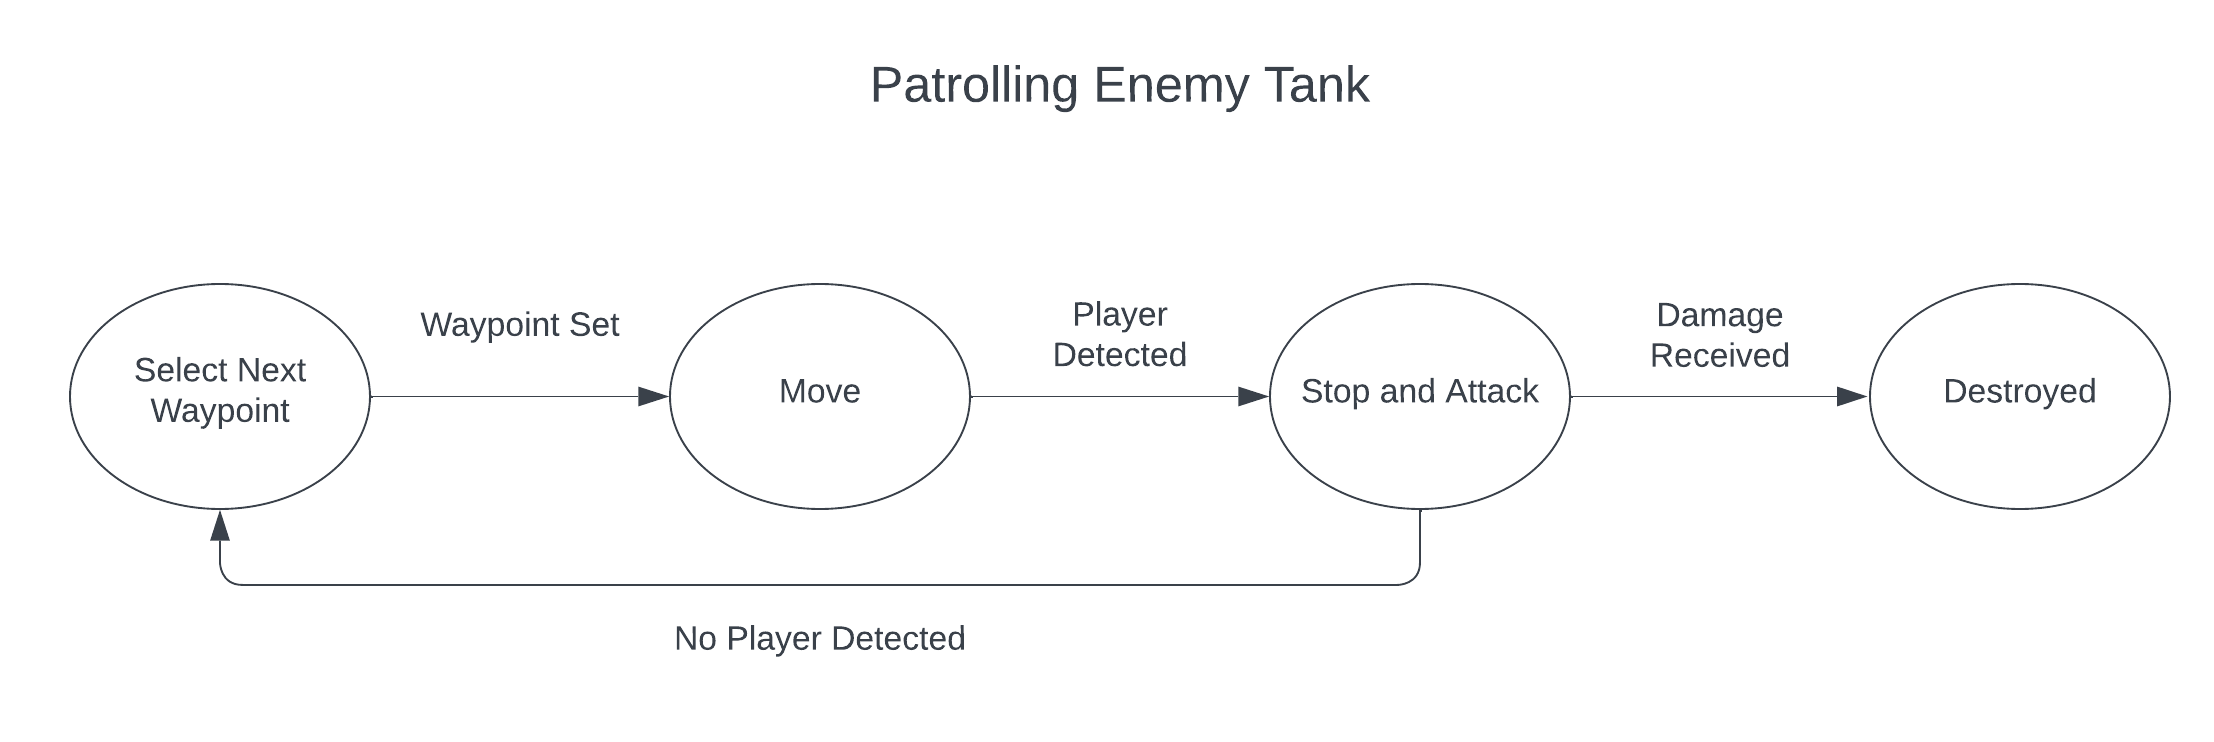 Patrolling Enemy Tank
Select Next
Waypoint
Waypoint Set
Move
Player
Detected
Stop and Attack
Damage
Received
Destroyed
No Player Detected